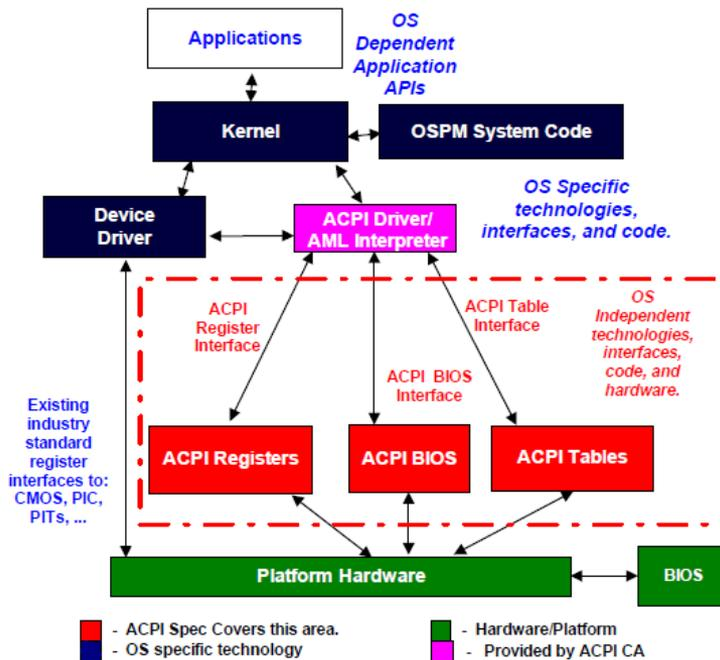 Applications
OS
Dependent
Application
APIs
Kernel
OSPM System Code
Device
Driver
ACPI Driver/
AML Interpreter
OS Specific
technologies,
interfaces, and code.
ACPI
Register
Interface
ACPI BIOS
Interface
ACPI Table
Interface
OS
Independent
technologies,
interfaces,
code, and
hardware.
Existing
industry
standard
register
interfaces to:
CMOS, PIC,
PITs, ...
ACPI Registers
ACPI BIOS
ACPI Tables
Platform Hardware
BIOS
- ACPI Spec Covers this area.
- OS specific technology
- Hardware/Platform
- Provided by ACPI CA